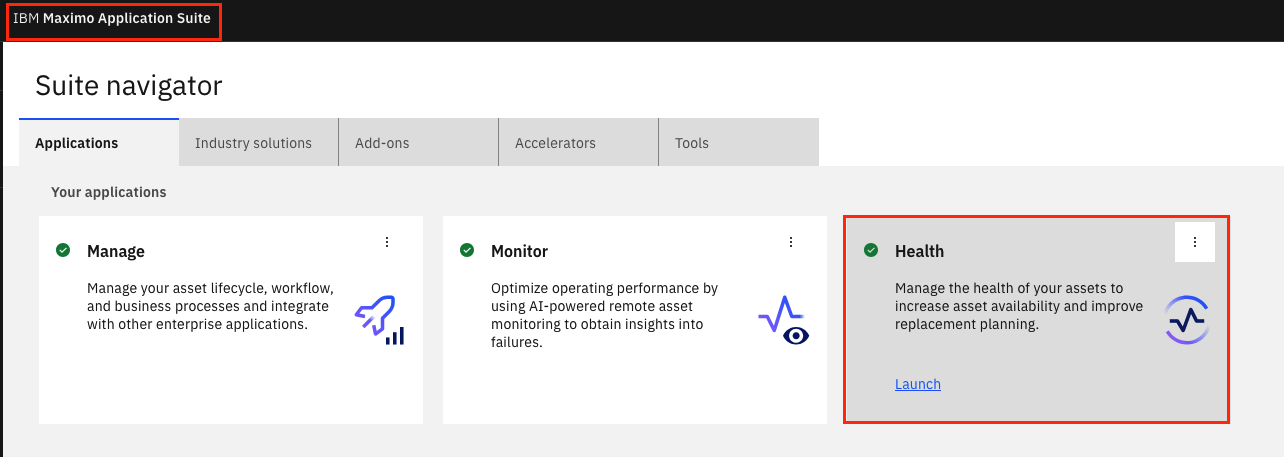 IBM Maximo Application Suite
Suite navigator
Applications
Industry solutions
Add-ons
Accelerators
Tools
Your applications
Manage
Manage your asset lifecycle, workflow,
and business processes and integrate
with other enterprise applications.
Monitor
Optimize operating performance by
using AI-powered remote asset
monitoring to obtain insights into
failures.
Health
Manage the health of your assets to
increase asset availability and improve
replacement planning.
Launch